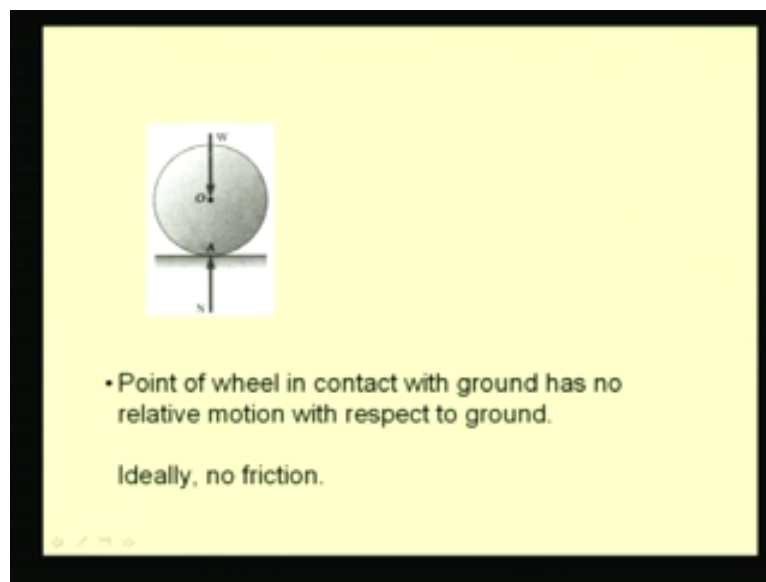 W
O
A
N
• Point of wheel in contact with ground has no
relative motion with respect to ground.
Ideally, no friction.